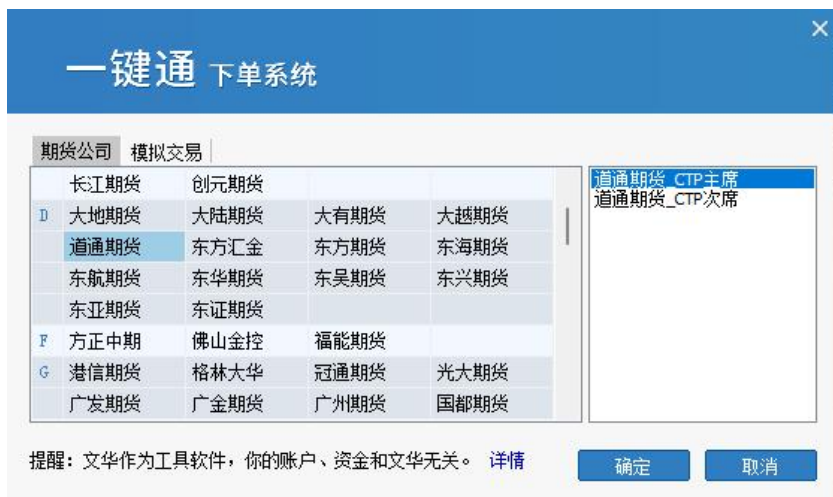 一键通 下单系统
期货公司 模拟交易
长江期货 创元期货
D 大地期货 大陆期货 大有期货 大越期货
道通期货 东方汇金 东方期货 东海期货
东航期货 东华期货 东吴期货 东兴期货
东亚期货 东证期货
F 方正中期 佛山金控 福能期货
G 港信期货 格林大华 冠通期货 光大期货
广发期货 广金期货 广州期货 国都期货
道通期货_CTP主席
道通期货_CTP次席
提醒：文华作为工具软件，你的账户、资金和文华无关。 详情
确定 取消